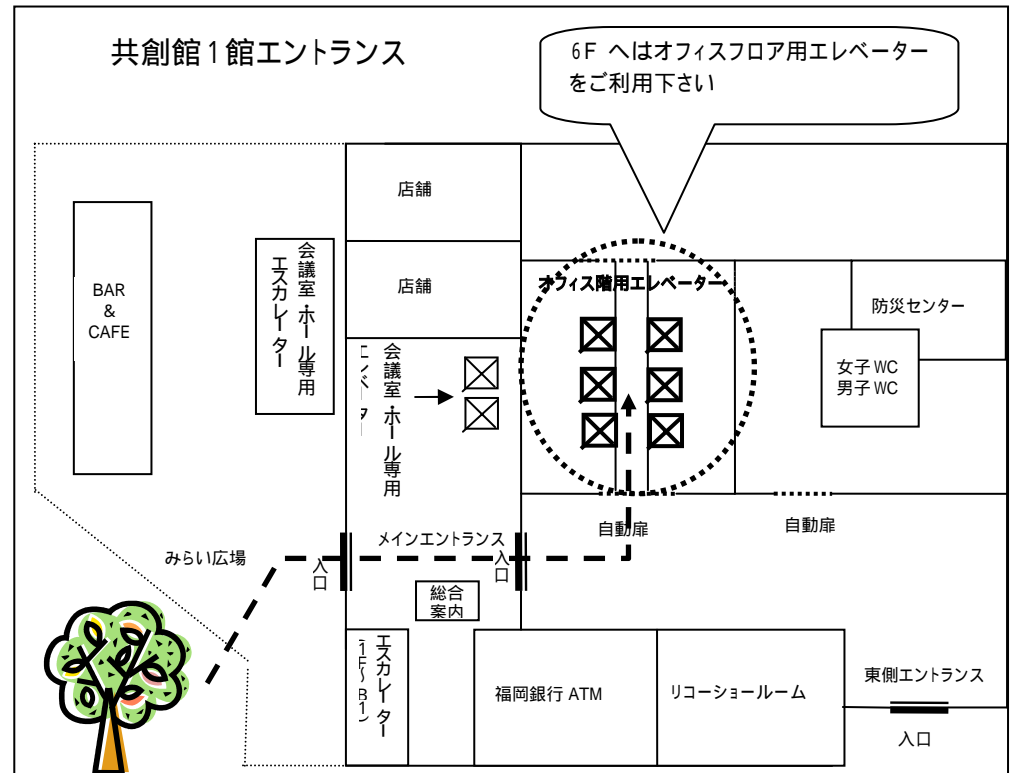 共創館1館エントランス
6F へはオフィスフロア用エレベーター
をご利用下さい
店舗
店舗
BAR
&
CAFE
会議室・ホール専用
エスカレーター
会議室・ホール専用
オフィス階用エレベーター
防災センター
女子 WC
男子 WC
自動扉
自動扉
メインエントランス
みらい広場
入口
入口
総合
案内
エスカレーター
福岡銀行 ATM
リコーショールーム
東側エントランス
入口